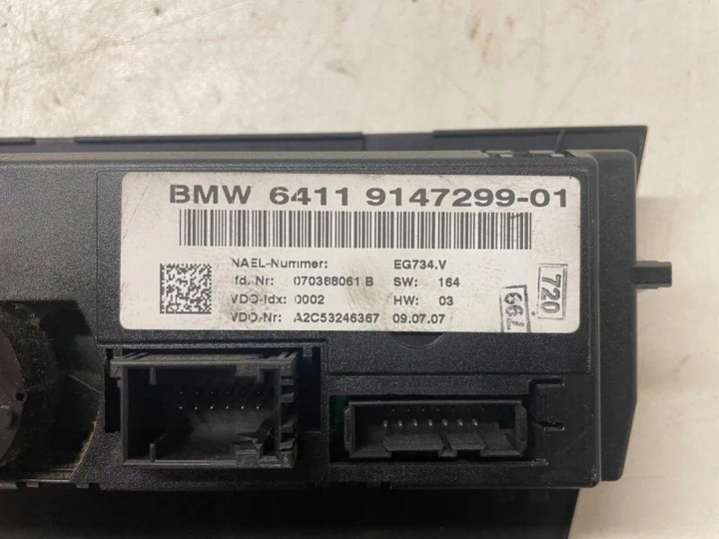 BMW 6411 9147299-01
NAEL-Nummer: EG734.V
fd.-Nr: 070388061 B SW: 164
VDO-Idx: 0002 HW: 03
VDO-Nr: A2C53246367 09.07.07
720
799